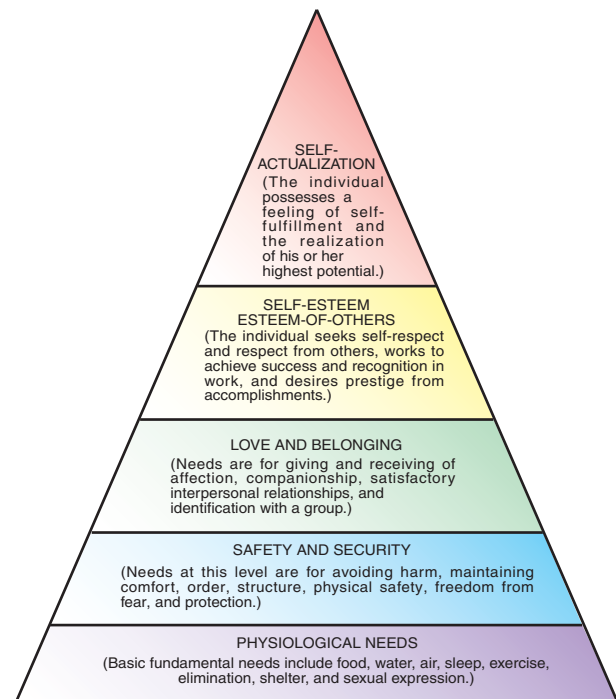 SELF-
ACTUALIZATION
(The individual
possesses a
feeling of self-
fulfillment and
the realization
of his or her
highest potential.)
SELF-ESTEEM
ESTEEM-OF-OTHERS
(The individual seeks self-respect
and respect from others, works to
achieve success and recognition in
work, and desires prestige from
accomplishments.)
LOVE AND BELONGING
(Needs are for giving and receiving of
affection, companionship, satisfactory
interpersonal relationships, and
identification with a group.)
SAFETY AND SECURITY
(Needs at this level are for avoiding harm, maintaining
comfort, order, structure, physical safety, freedom from
fear, and protection.)
PHYSIOLOGICAL NEEDS
(Basic fundamental needs include food, water, air, sleep, exercise,
elimination, shelter, and sexual expression.)